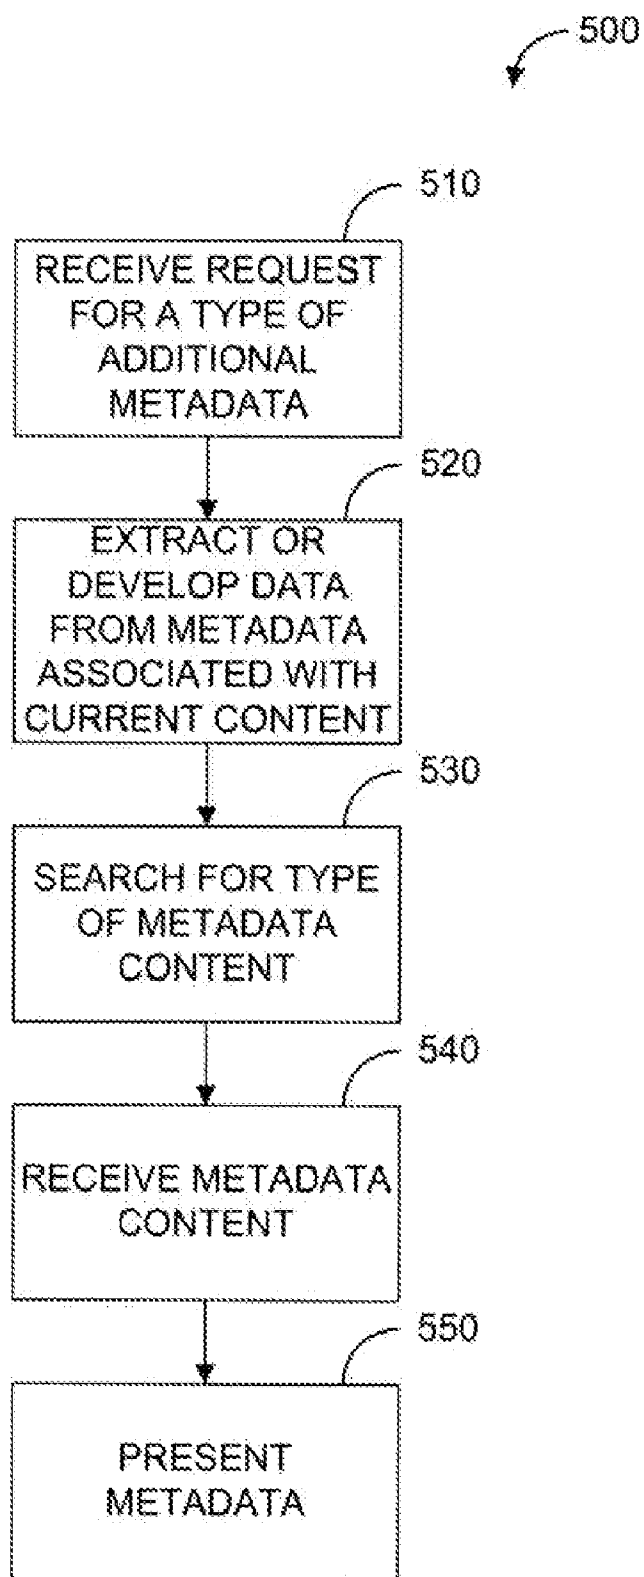 500
510
RECEIVE REQUEST
FOR A TYPE OF
ADDITIONAL
METADATA
520
EXTRACT OR
DEVELOP DATA
FROM METADATA
ASSOCIATED WITH
CURRENT CONTENT
530
SEARCH FOR TYPE
OF METADATA
CONTENT
540
RECEIVE METADATA
CONTENT
550
PRESENT
METADATA